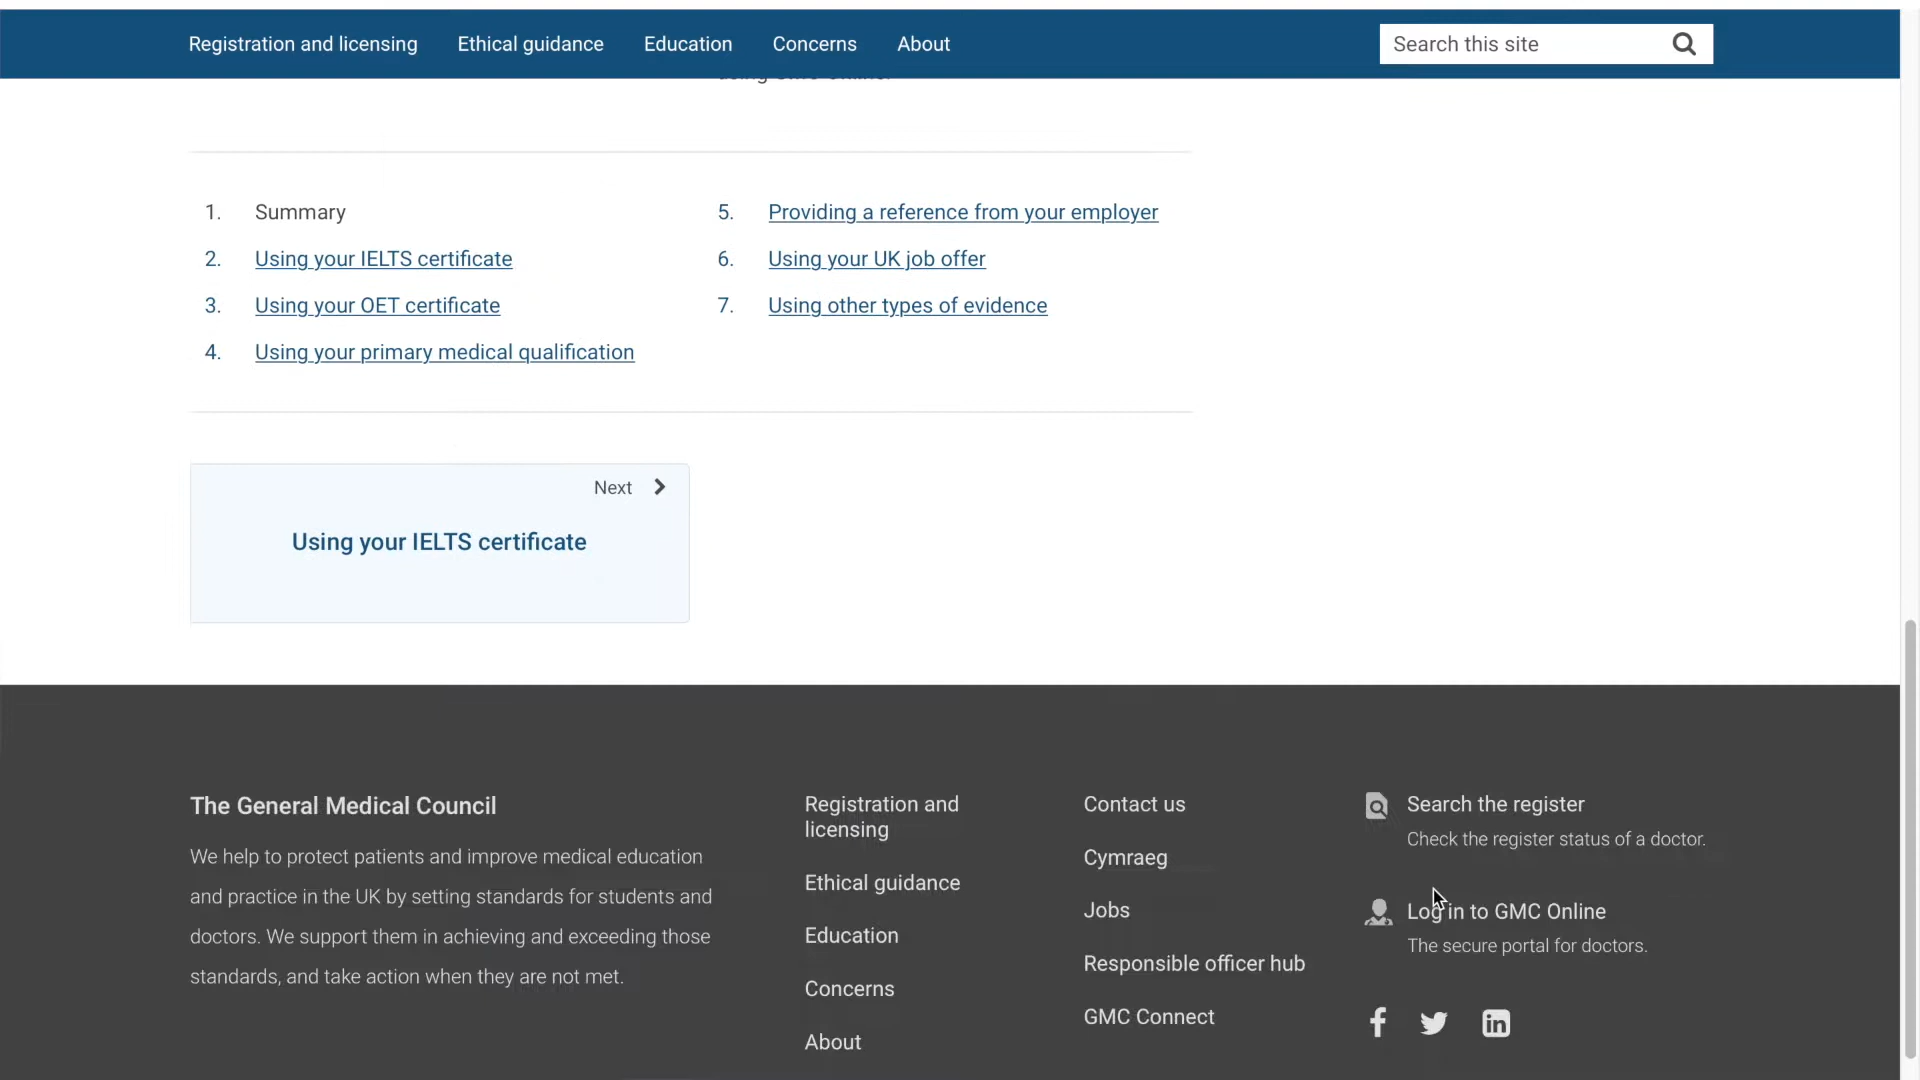 Registration and licensing Ethical guidance Education Concerns About Search this site
1. Summary
2. Using your IELTS certificate
3. Using your OET certificate
4. Using your primary medical qualification
5. Providing a reference from your employer
6. Using your UK job offer
7. Using other types of evidence
Next
Using your IELTS certificate
The General Medical Council
We help to protect patients and improve medical education
and practice in the UK by setting standards for students and
doctors. We support them in achieving and exceeding those
standards, and take action when they are not met.
Registration and
licensing
Ethical guidance
Education
Concerns
About
Contact us
Cymraeg
Jobs
Responsible officer hub
GMC Connect
Search the register
Check the register status of a doctor.
Log in to GMC Online
The secure portal for doctors.